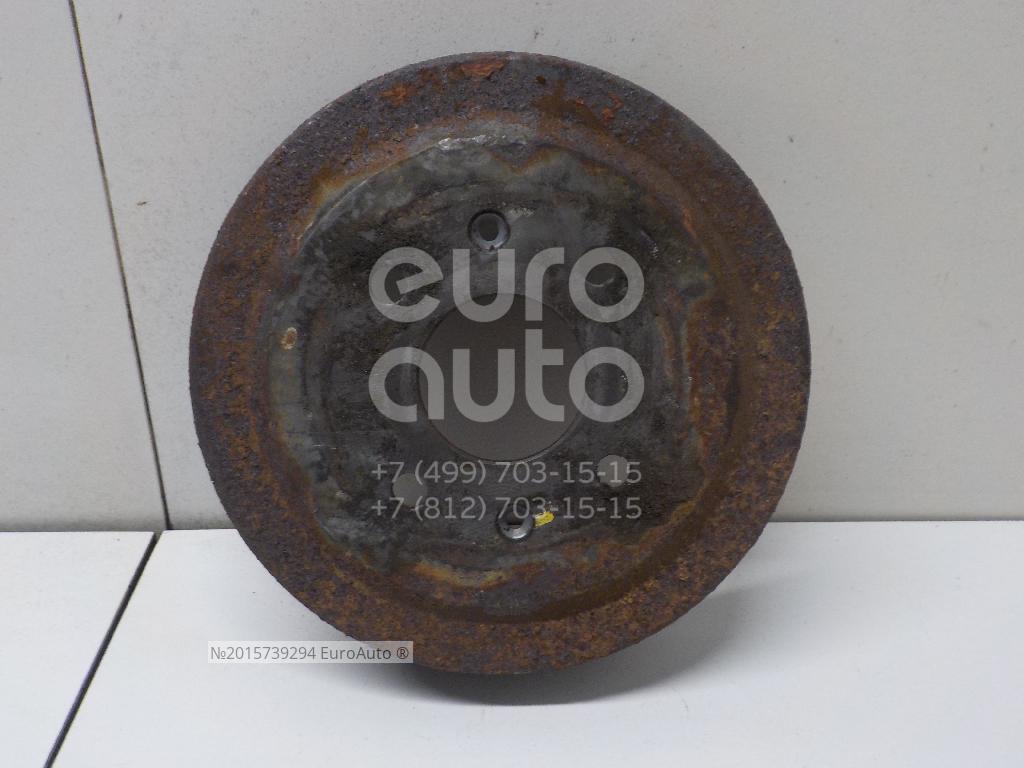 euro
auto
+7 (499) 703-15-15
+7 (812) 703-15-15
№2015739294 EuroAuto ®